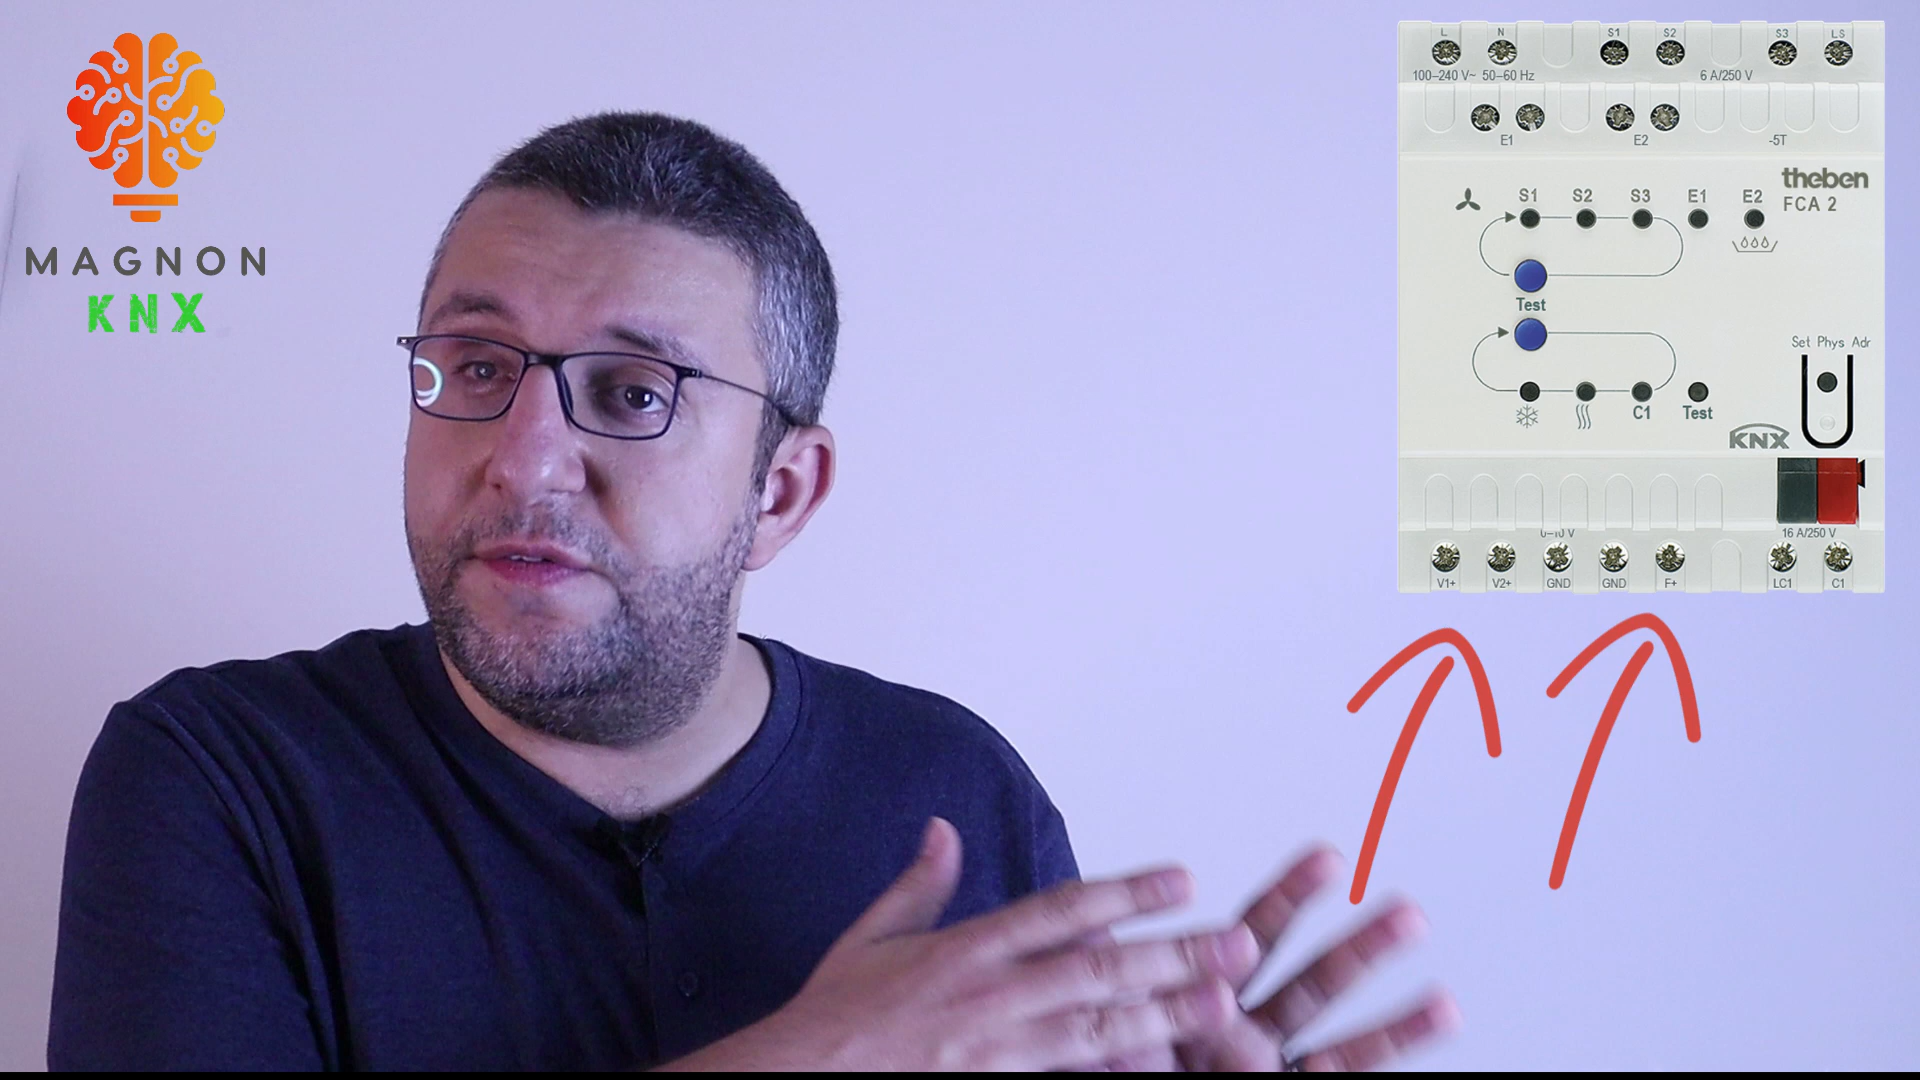 MAGNON
KNX
L N S1 S2 S3 LS
100–240 V~ 50–60 Hz 6 A/250 V
E1 E2 -5T
theben
FCA 2
S1 S2 S3 E1 E2
Test
Set Phys Adr
C1 Test
KNX
0–10 V 16 A/250 V
V1+ V2+ GND GND F+ LC1 C1